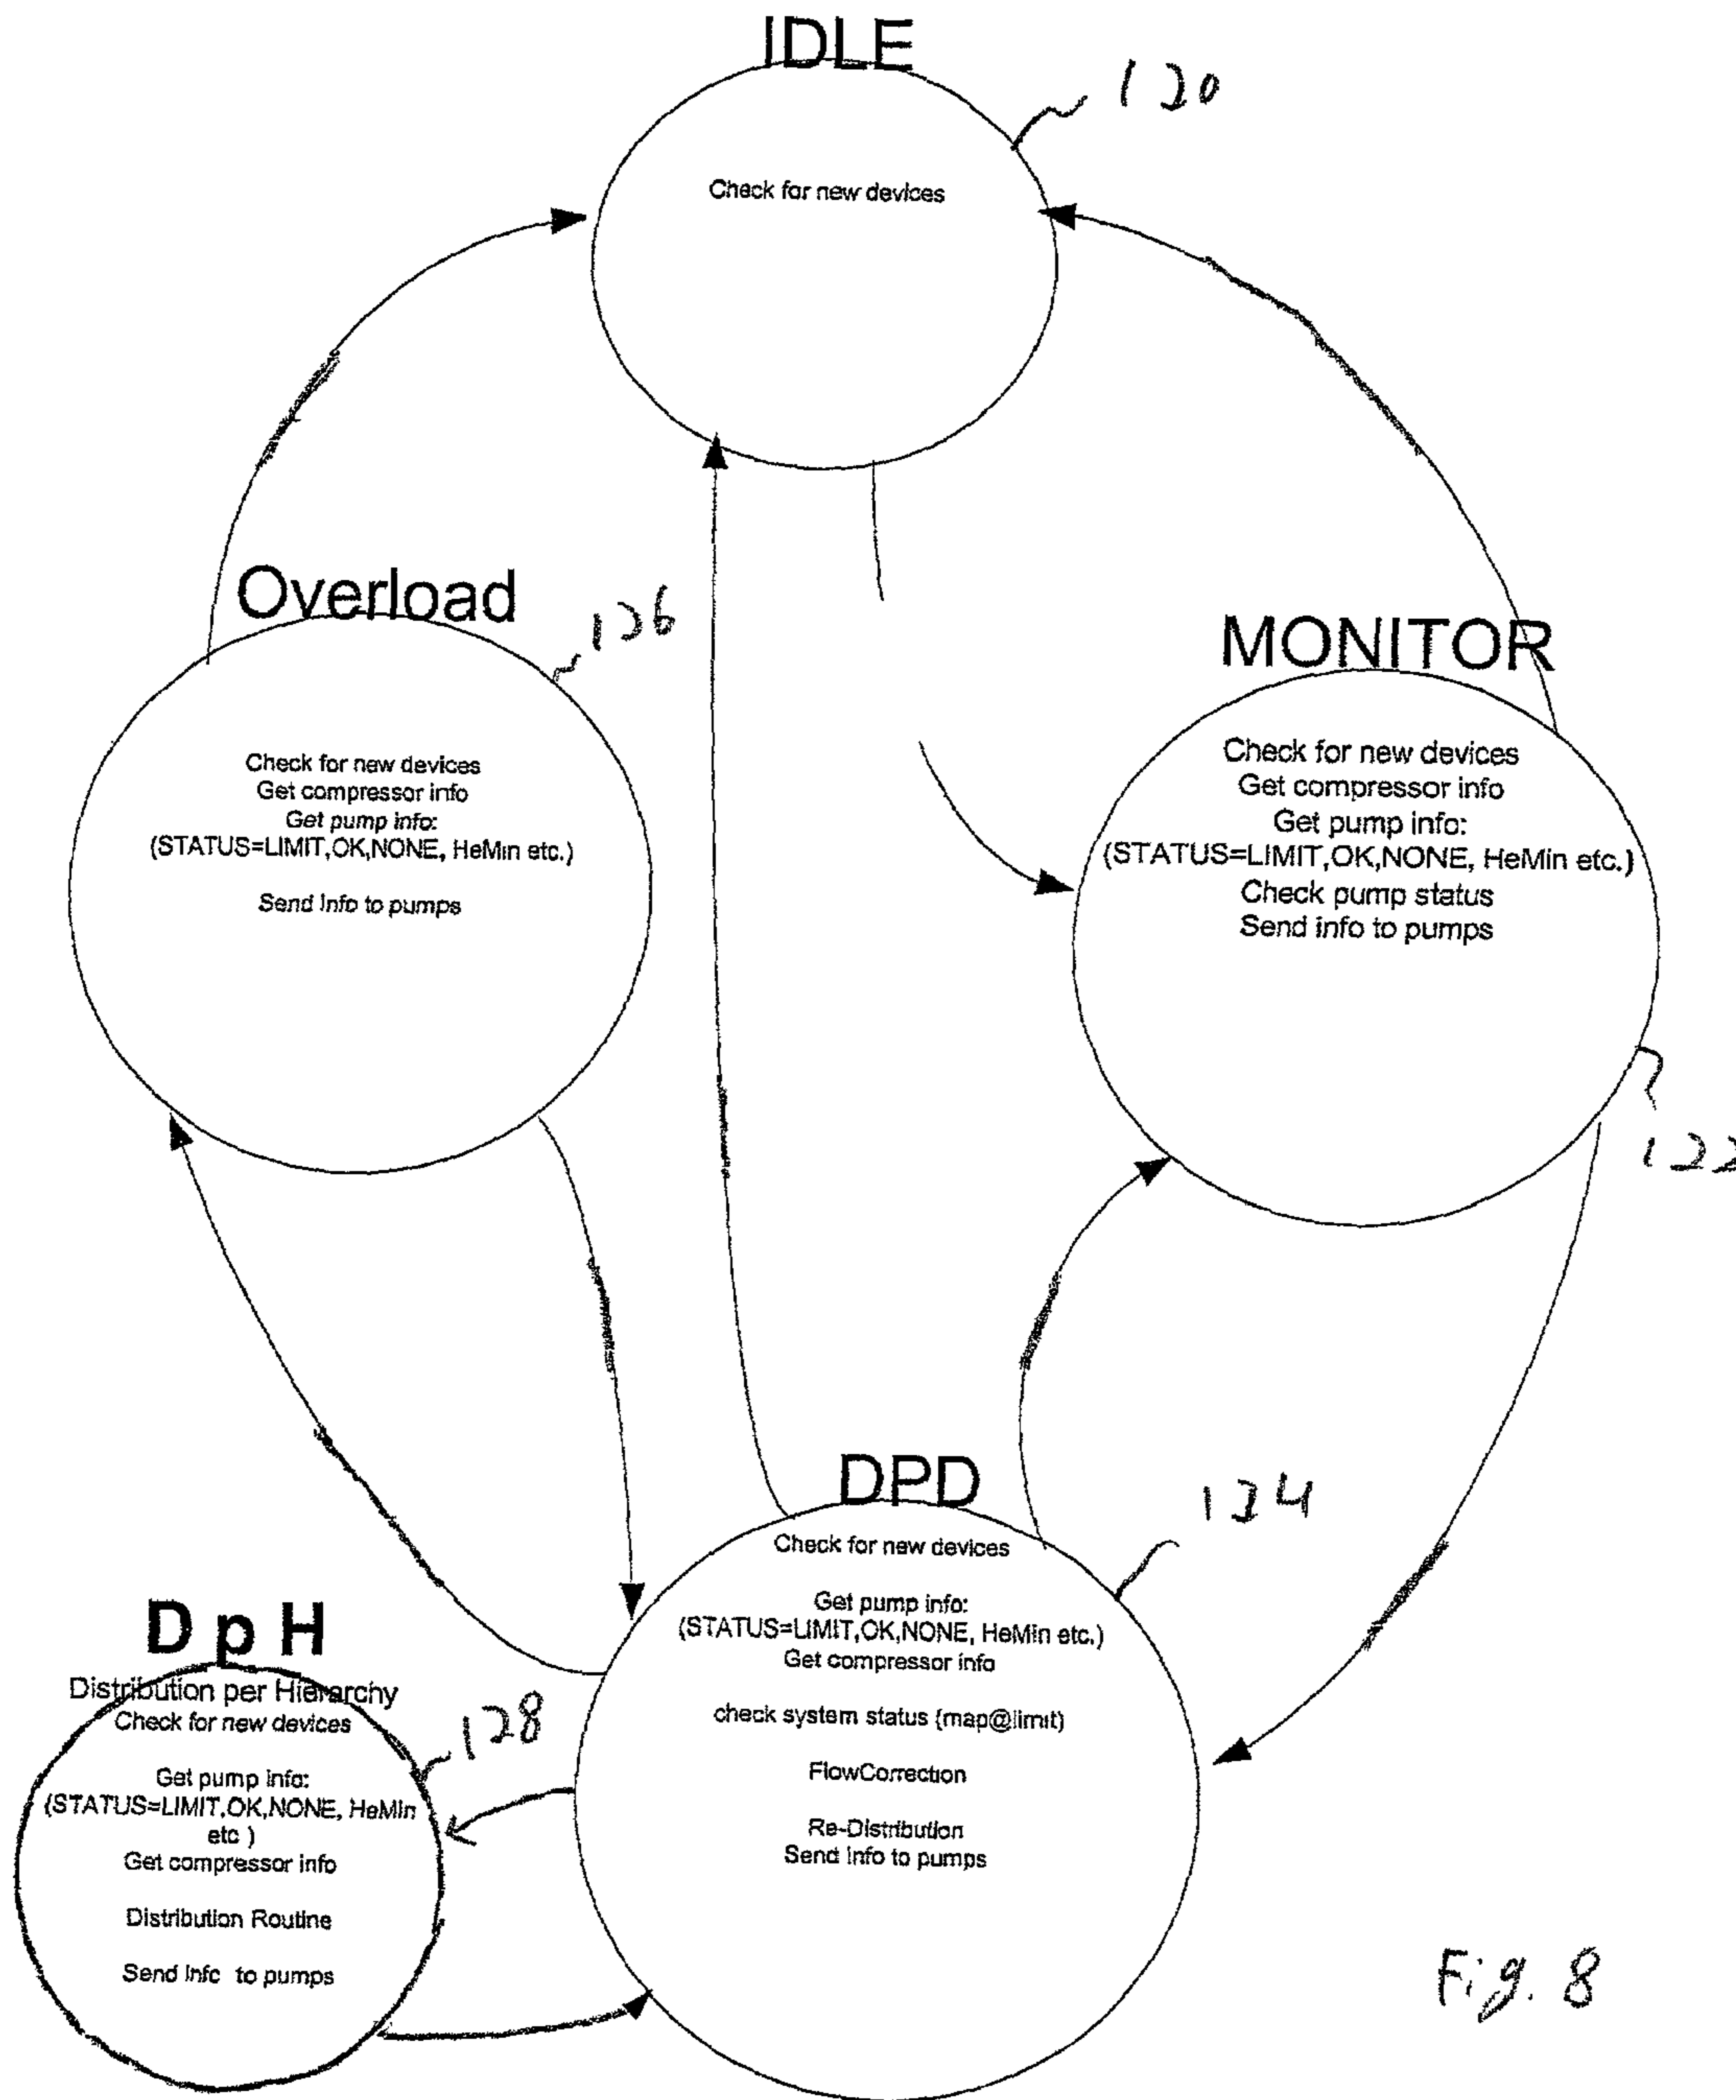 IDLE
120
Check for new devices
Overload
126
Check for new devices
Get compressor info
Get pump info:
(STATUS=LIMIT,OK,NONE, HeMin etc.)
Send Info to pumps
MONITOR
Check for new devices
Get compressor info
Get pump info:
(STATUS=LIMIT,OK,NONE, HeMin etc.)
Check pump status
Send info to pumps
122
DPD
134
Check for new devices
Get pump info:
(STATUS=LIMIT,OK,NONE, HeMin etc.)
Get compressor info
check system status (map@limit)
FlowCorrection
Re-Distribution
Send Info to pumps
D p H
Distribution per Hierarchy
Check for new devices
128
Get pump info:
(STATUS=LIMIT,OK,NONE, HeMin
etc )
Get compressor info
Distribution Routine
Send Info to pumps
Fig. 8